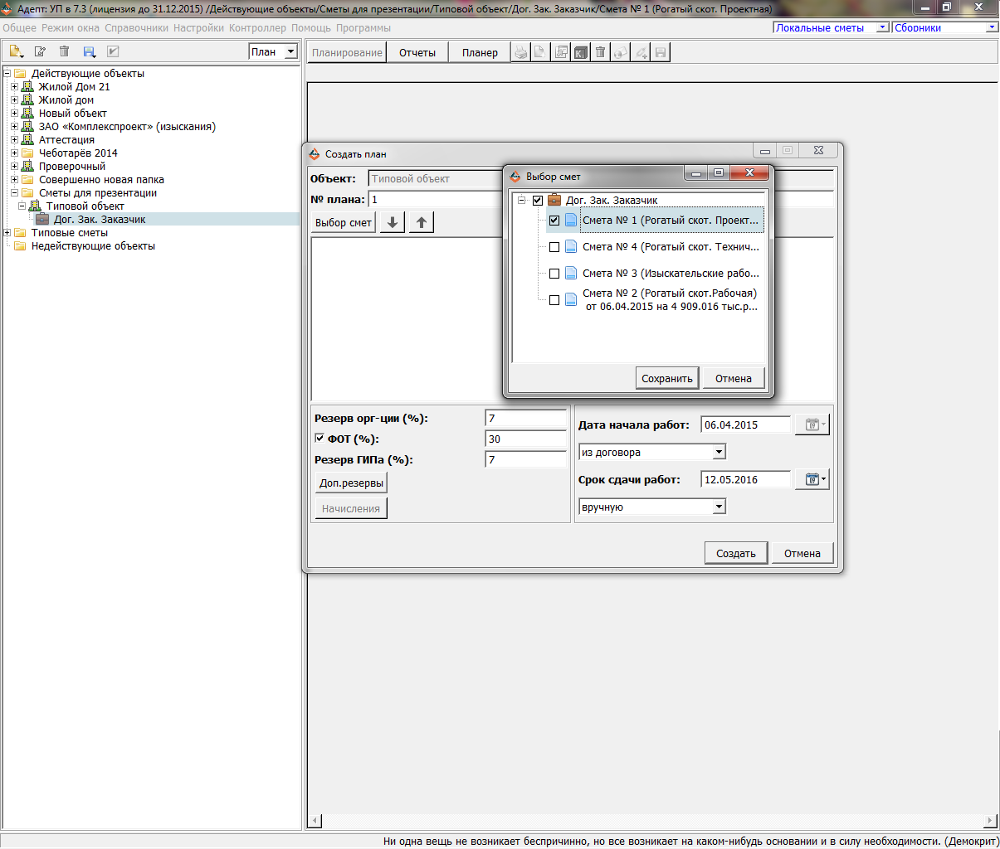 Адепт: УП в 7.3 (лицензия до 31.12.2015) /Действующие объекты/Сметы для презентации/Типовой объект/Дог. Зак. Заказчик/Смета № 1 (Рогатый скот. Проектная)
Общее Режим окна Справочники Настройки Контроллер Помощь Программы
Локальные сметы
Сборники
План
Планирование
Отчеты
Планер
Действующие объекты
Жилой Дом 21
Жилой дом
Новый объект
ЗАО «Комплекспроект» (изыскания)
Аттестация
Чеботарёв 2014
Проверочный
Совершенно новая папка
Сметы для презентации
Типовой объект
Дог. Зак. Заказчик
Типовые сметы
Недействующие объекты
Создать план
Объект: Типовой объект
№ плана: 1
Выбор смет
Выбор смет
Дог. Зак. Заказчик
Смета № 1 (Рогатый скот. Проект...
Смета № 4 (Рогатый скот. Технич...
Смета № 3 (Изыскательские рабо...
Смета № 2 (Рогатый скот.Рабочая)
от 06.04.2015 на 4 909.016 тыс.р...
Сохранить
Отмена
Резерв орг-ции (%): 7
ФОТ (%): 30
Резерв ГИПа (%): 7
Доп.резервы
Начисления
Дата начала работ: 06.04.2015
из договора
Срок сдачи работ: 12.05.2016
вручную
Создать
Отмена
Ни одна вещь не возникает беспричинно, но все возникает на каком-нибудь основании и в силу необходимости. (Демокрит)